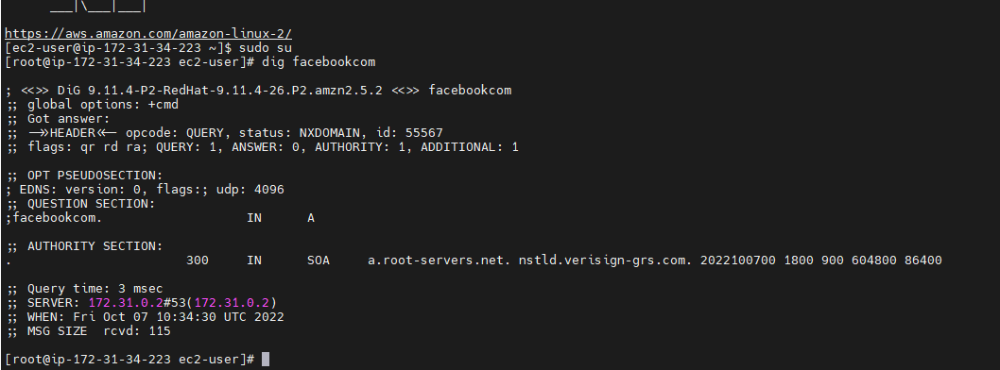 ___|\___|___|
https://aws.amazon.com/amazon-linux-2/
[ec2-user@ip-172-31-34-223 ~]$ sudo su
[root@ip-172-31-34-223 ec2-user]# dig facebookcom
; <<>> DiG 9.11.4-P2-RedHat-9.11.4-26.P2.amzn2.5.2 <<>> facebookcom
;; global options: +cmd
;; Got answer:
;; ->>HEADER<<- opcode: QUERY, status: NXDOMAIN, id: 55567
;; flags: qr rd ra; QUERY: 1, ANSWER: 0, AUTHORITY: 1, ADDITIONAL: 1
;; OPT PSEUDOSECTION:
; EDNS: version: 0, flags:; udp: 4096
;; QUESTION SECTION:
;facebookcom. IN A
;; AUTHORITY SECTION:
. 300 IN SOA a.root-servers.net. nstld.verisign-grs.com. 2022100700 1800 900 604800 86400
;; Query time: 3 msec
;; SERVER: 172.31.0.2#53(172.31.0.2)
;; WHEN: Fri Oct 07 10:34:30 UTC 2022
;; MSG SIZE rcvd: 115
[root@ip-172-31-34-223 ec2-user]#